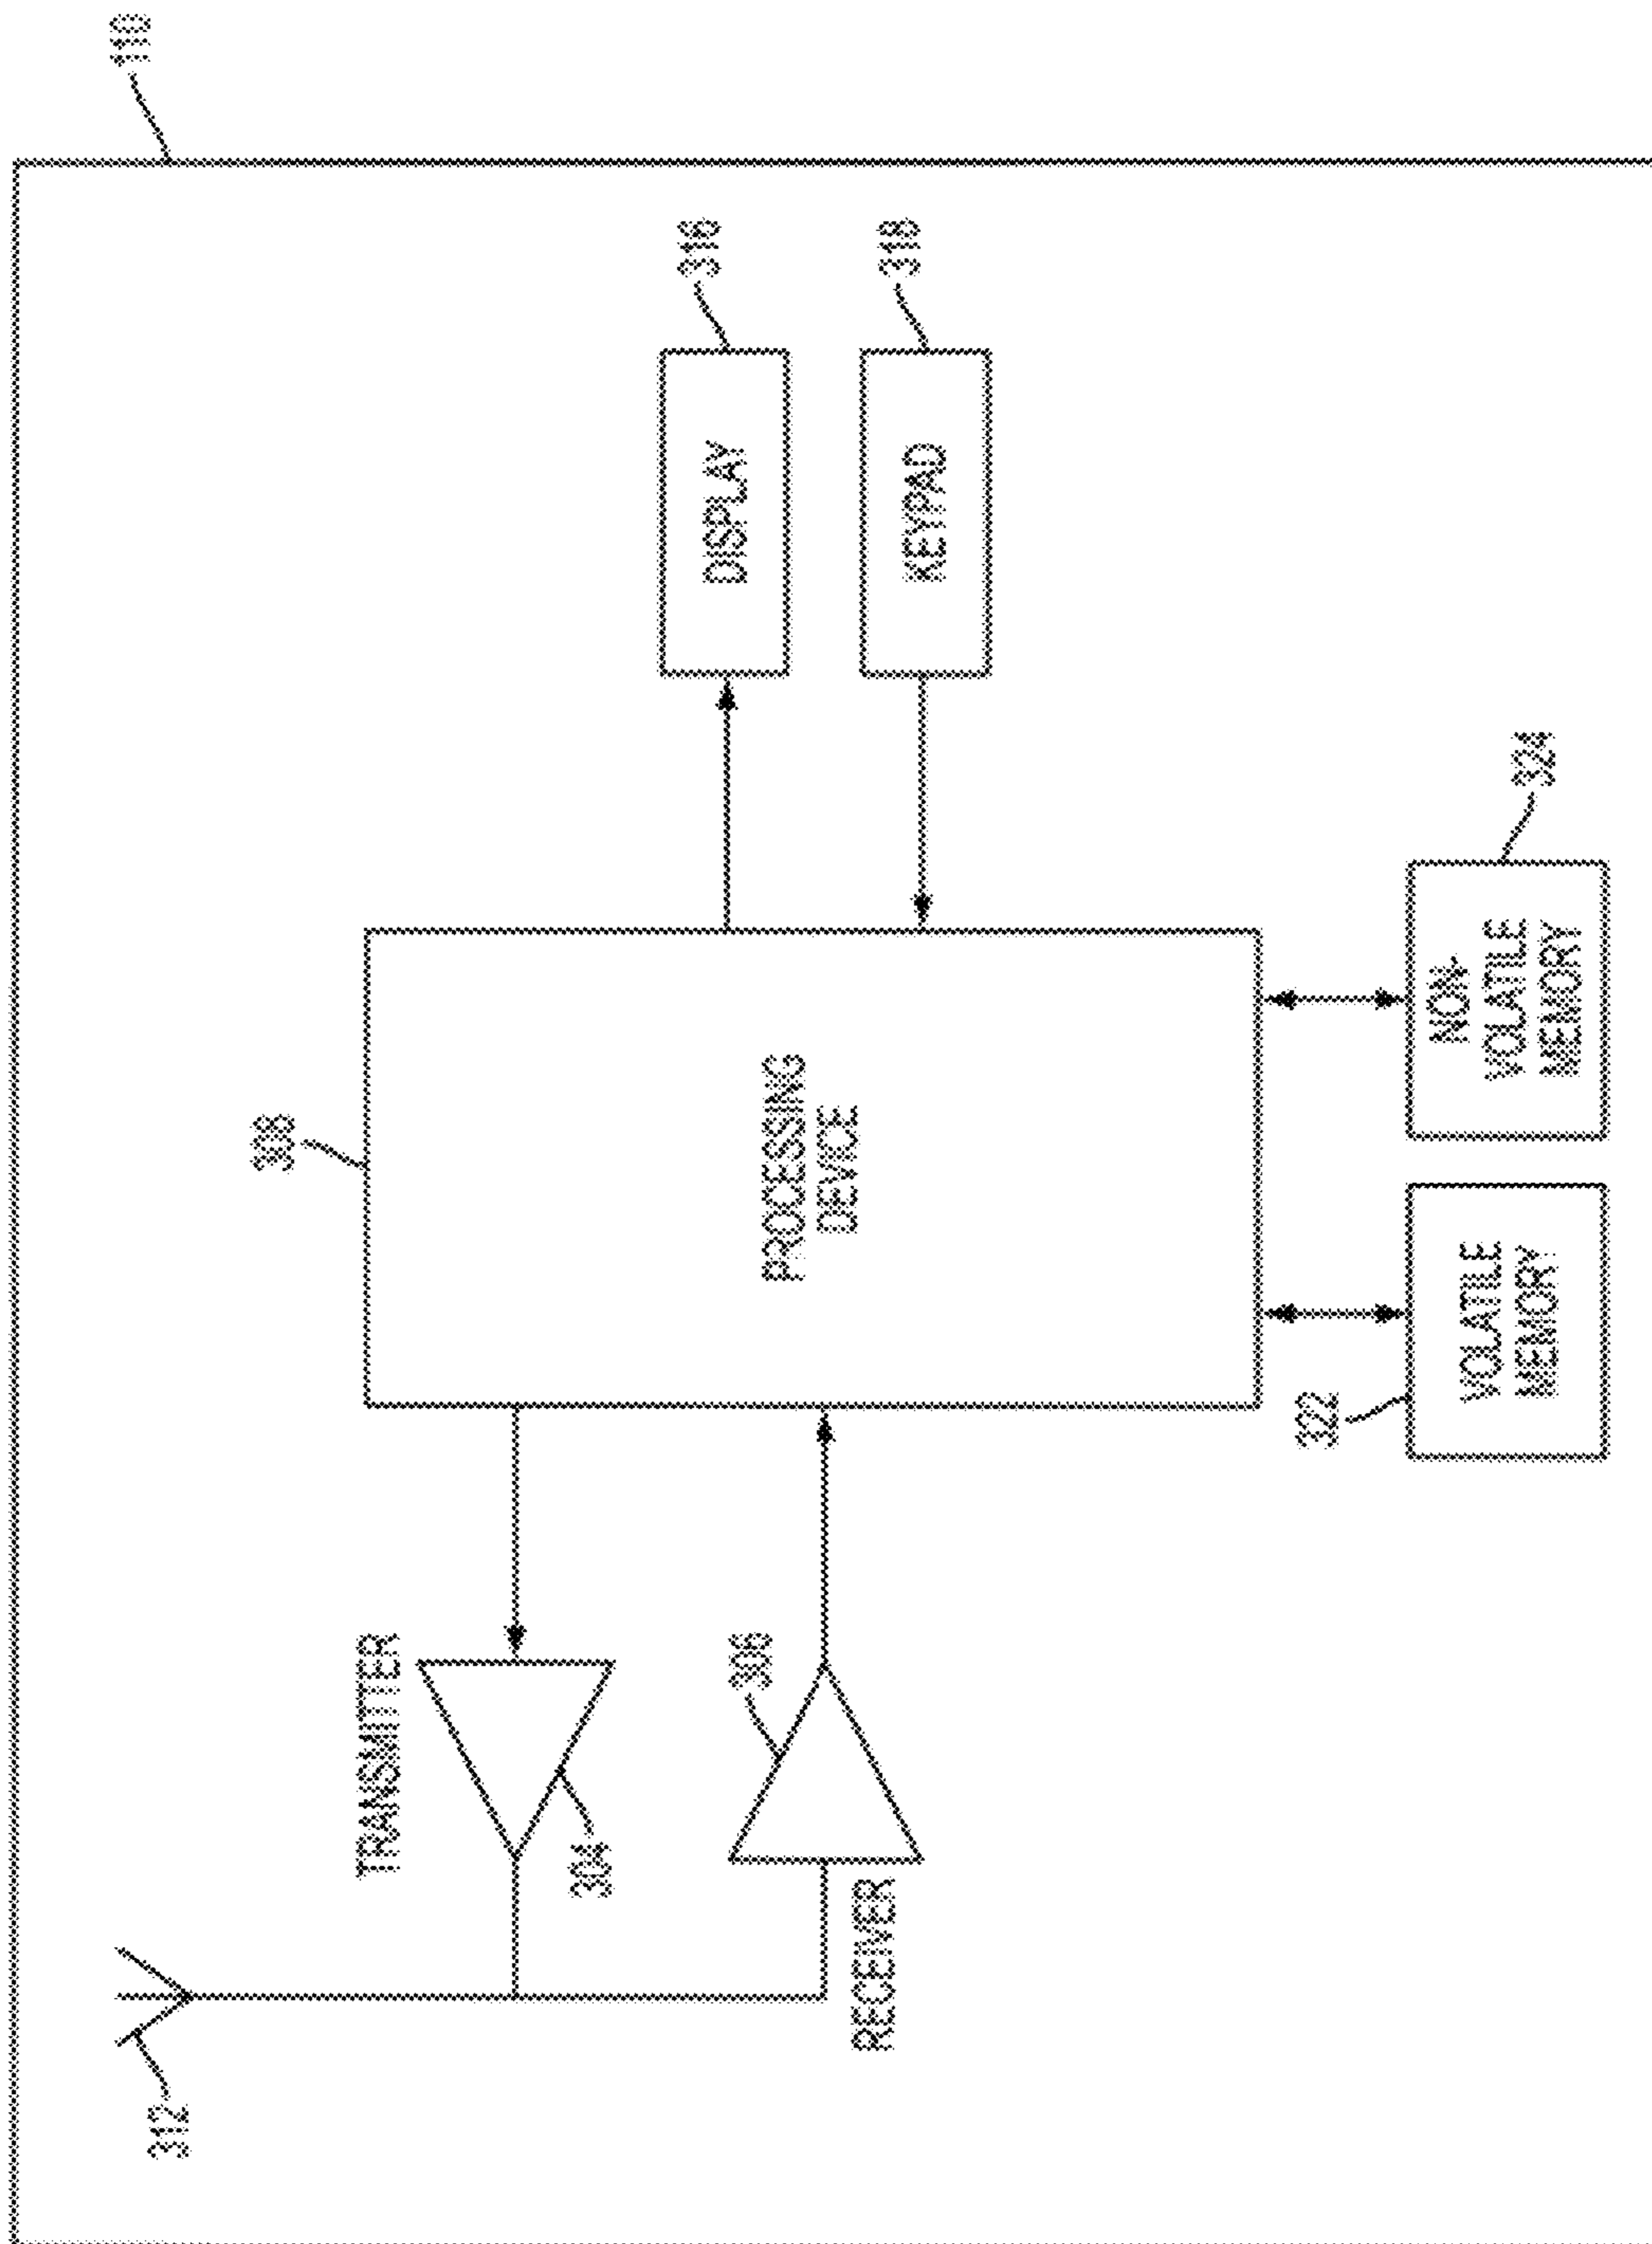 110
312
TRANSMITTER
304
306
RECEIVER
308
PROCESSING
DEVICE
DISPLAY
316
KEYPAD
318
322
VOLATILE
MEMORY
NON-
VOLATILE
MEMORY
324